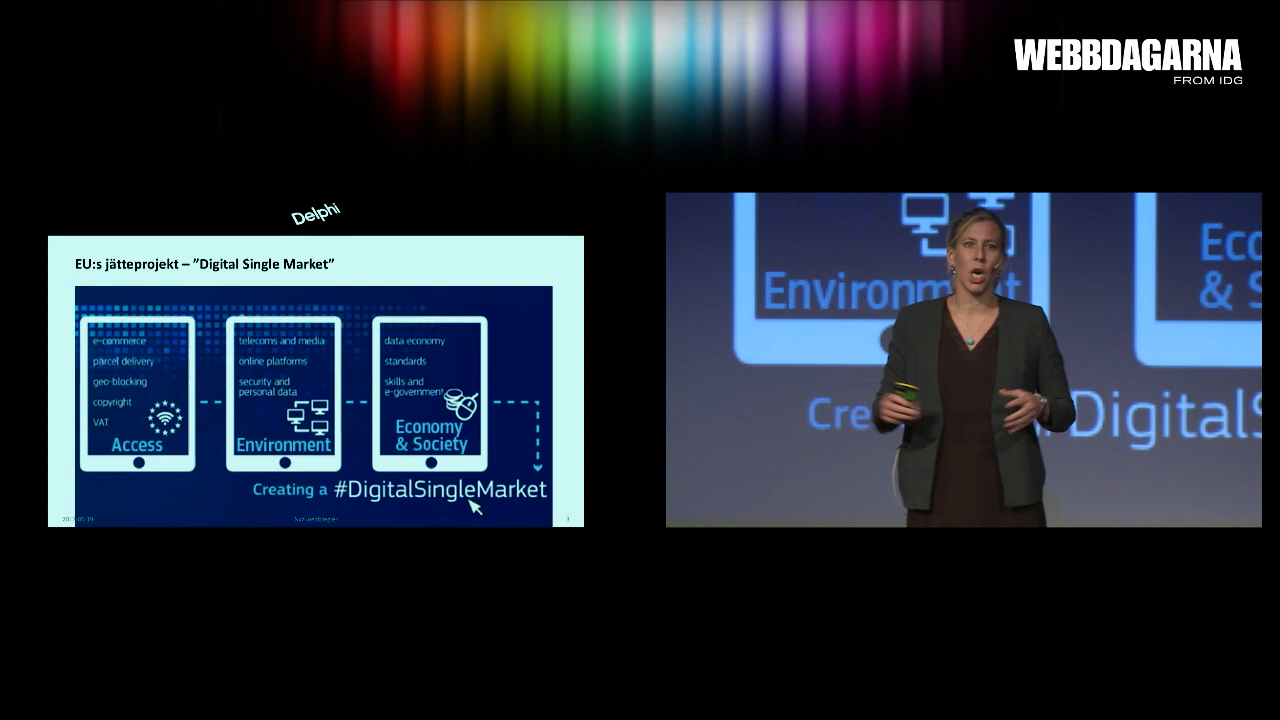 WEBBDAGARNA
FROM IDG
Delphi
EU:s jätteprojekt – ”Digital Single Market”
e-commerce
parcel delivery
geo-blocking
copyright
VAT
Access
telecoms and media
online platforms
security and
personal data
Environment
data economy
standards
skills and
e-government
Economy
& Society
Creating a #DigitalSingleMarket
3
Environment
Eco
& S
Cre
#DigitalS